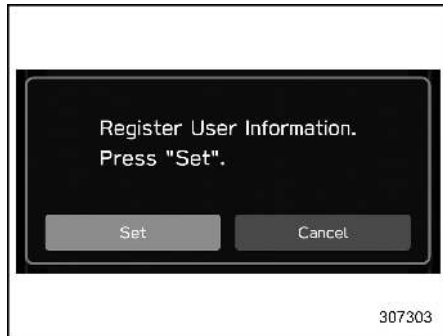 Register User Information.
Press "Set".
Set
Cancel
307303